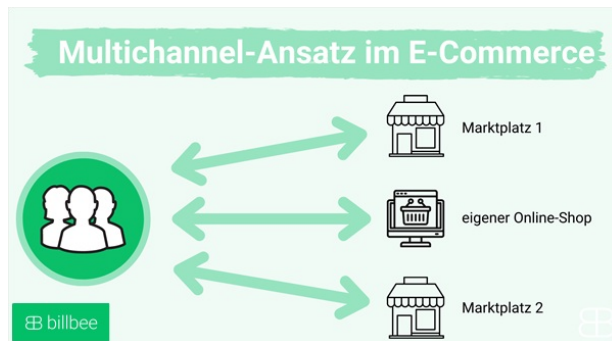 Multichannel-Ansatz im E-Commerce
Marktplatz 1
eigener Online-Shop
Marktplatz 2
billbee